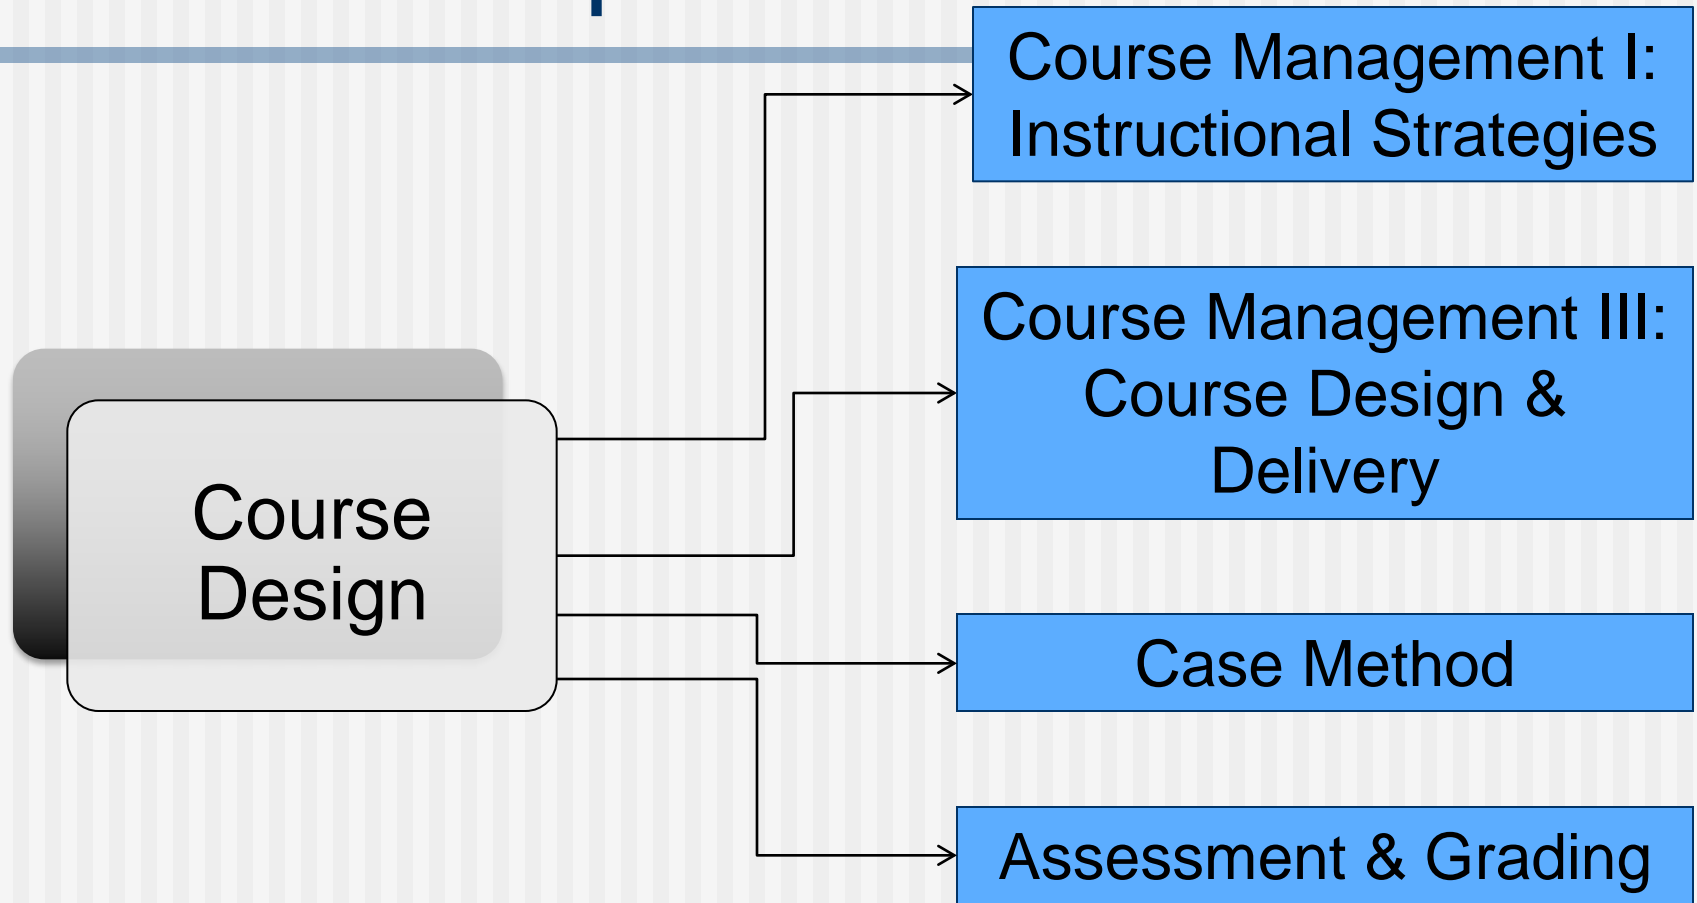 Course Management I:
Instructional Strategies
Course Management III:
Course Design &
Delivery
Course
Design
Case Method
Assessment & Grading